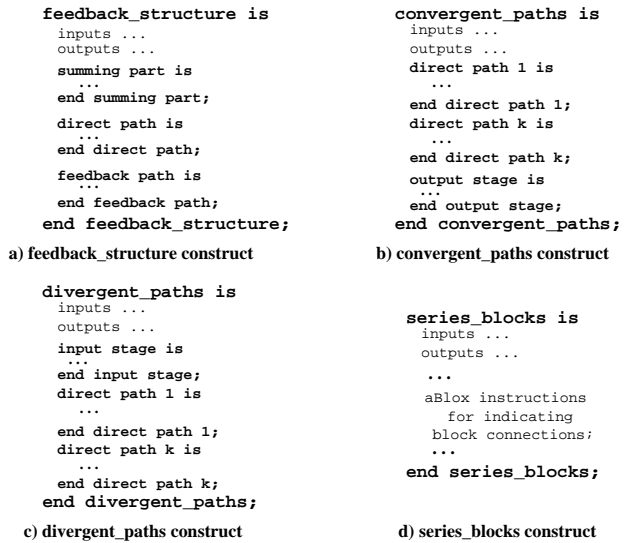 feedback_structure is
inputs ...
outputs ...
summing part is
...
end summing part;
direct path is
...
end direct path;
feedback path is
...
end feedback path;
end feedback_structure;
a) feedback_structure construct
convergent_paths is
inputs ...
outputs ...
direct path 1 is
...
end direct path 1;
direct path k is
...
end direct path k;
output stage is
...
end output stage;
end convergent_paths;
b) convergent_paths construct
divergent_paths is
inputs ...
outputs ...
input stage is
...
end input stage;
direct path 1 is
...
end direct path 1;
direct path k is
...
end direct path k;
end divergent_paths;
c) divergent_paths construct
series_blocks is
inputs ...
outputs ...
...
aBlox instructions
for indicating
block connections;
...
end series_blocks;
d) series_blocks construct